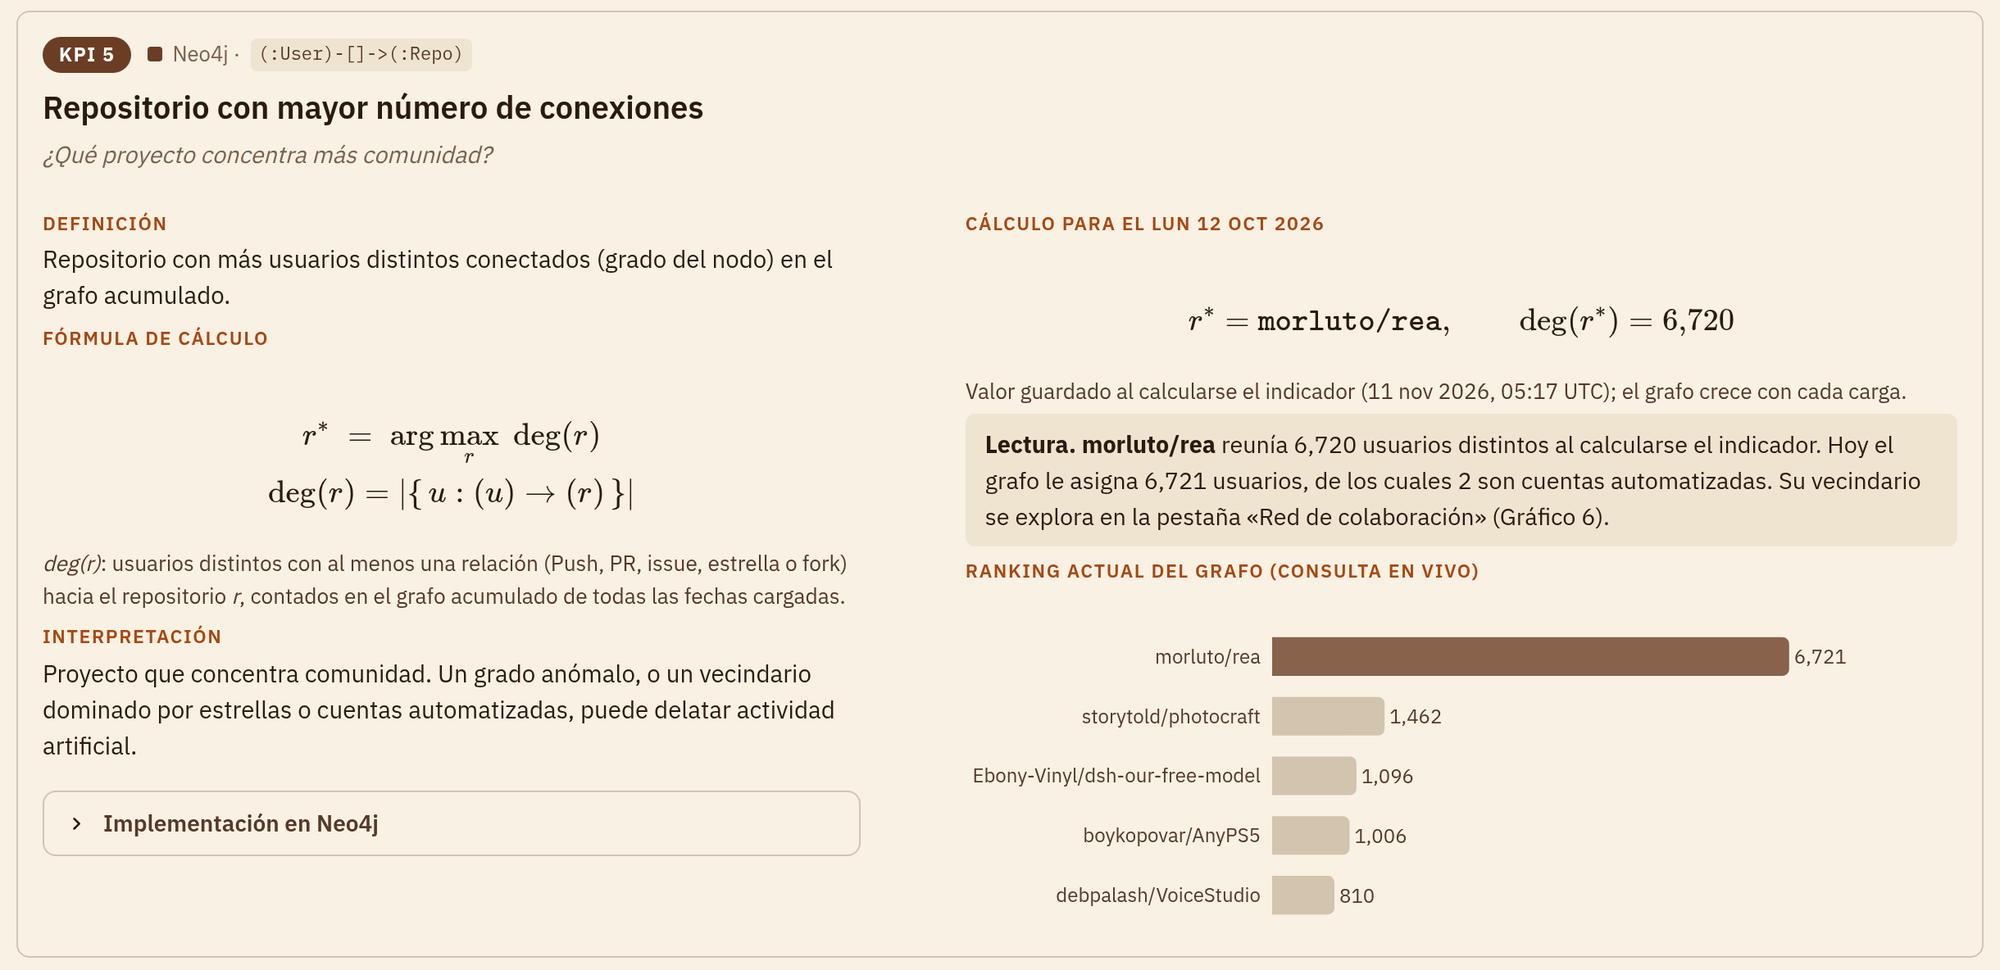 KPI 5 Neo4j · (:User)-[]->(:Repo)
Repositorio con mayor número de conexiones
¿Qué proyecto concentra más comunidad?
DEFINICIÓN
Repositorio con más usuarios distintos conectados (grado del nodo) en el
grafo acumulado.
FÓRMULA DE CÁLCULO
r* = arg max deg(r)
r
deg(r) = |{ u : (u) → (r) }|
deg(r): usuarios distintos con al menos una relación (Push, PR, issue, estrella o fork)
hacia el repositorio r, contados en el grafo acumulado de todas las fechas cargadas.
INTERPRETACIÓN
Proyecto que concentra comunidad. Un grado anómalo, o un vecindario
dominado por estrellas o cuentas automatizadas, puede delatar actividad
artificial.
Implementación en Neo4j
CÁLCULO PARA EL LUN 12 OCT 2026
r* = morluto/rea, deg(r*) = 6,720
Valor guardado al calcularse el indicador (11 nov 2026, 05:17 UTC); el grafo crece con cada carga.
Lectura. morluto/rea reunía 6,720 usuarios distintos al calcularse el indicador. Hoy el
grafo le asigna 6,721 usuarios, de los cuales 2 son cuentas automatizadas. Su vecindario
se explora en la pestaña «Red de colaboración» (Gráfico 6).
RANKING ACTUAL DEL GRAFO (CONSULTA EN VIVO)
morluto/rea 6,721
storytold/photocraft 1,462
Ebony-Vinyl/dsh-our-free-model 1,096
boykopovar/AnyPS5 1,006
debpalash/VoiceStudio 810